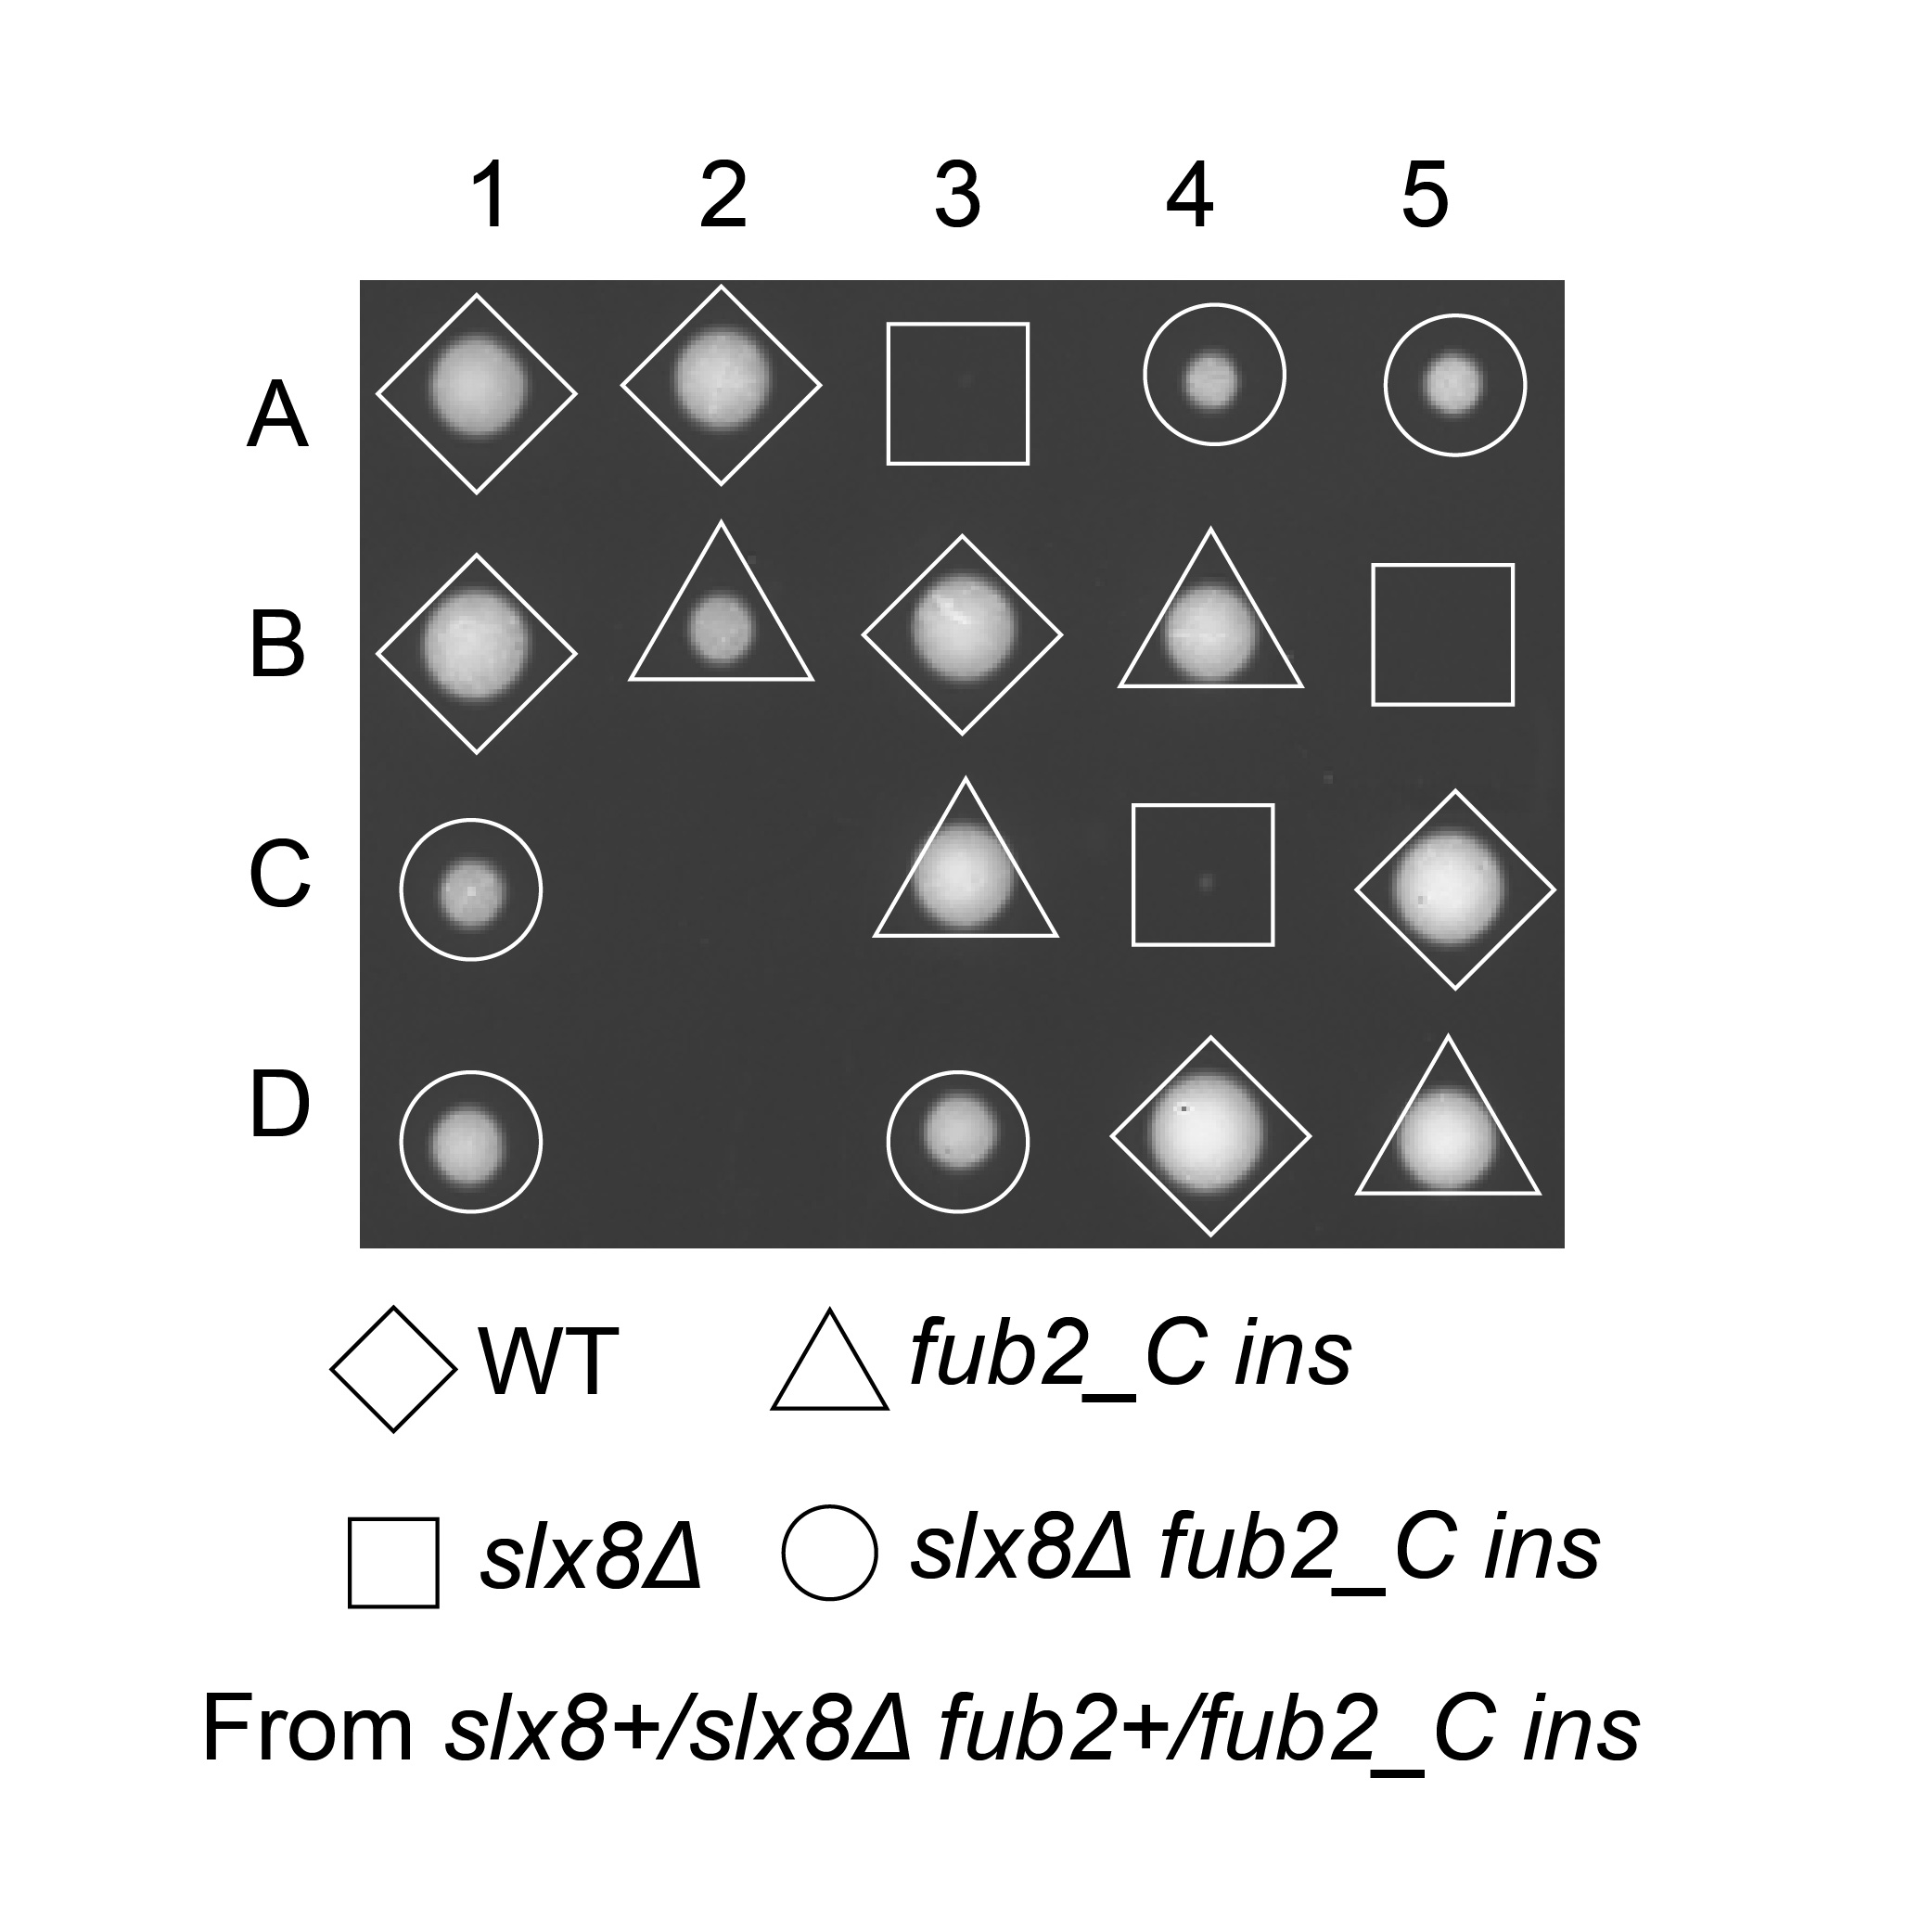 1 2 3 4 5
A
B
C
D
WT fub2_C ins
slx8Δ slx8Δ fub2_C ins
From slx8+/slx8Δ fub2+/fub2_C ins